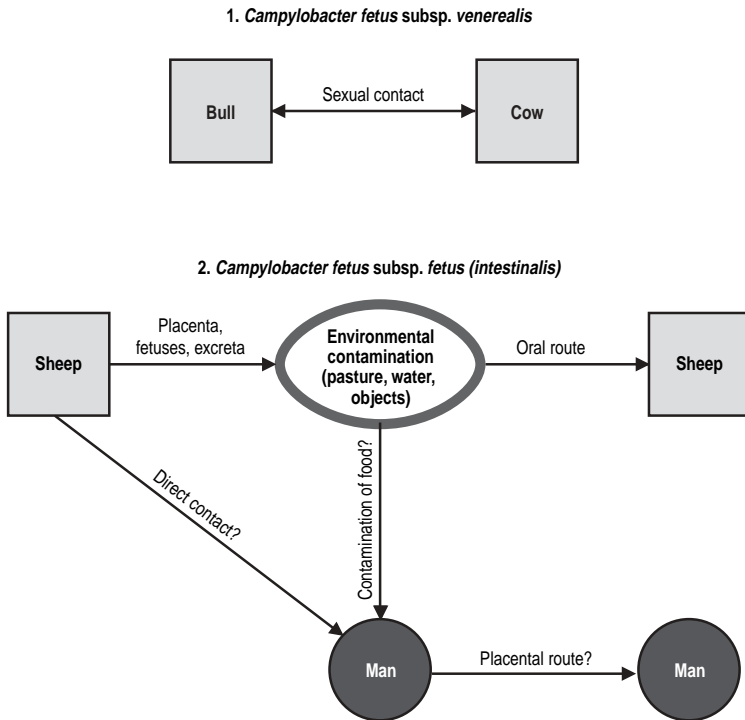 1. Campylobacter fetus subsp. venerealis
Bull
Sexual contact
Cow
2. Campylobacter fetus subsp. fetus (intestinalis)
Sheep
Placenta,
fetuses, excreta
Environmental
contamination
(pasture, water,
objects)
Oral route
Sheep
Direct contact?
Contamination of food?
Man
Placental route?
Man